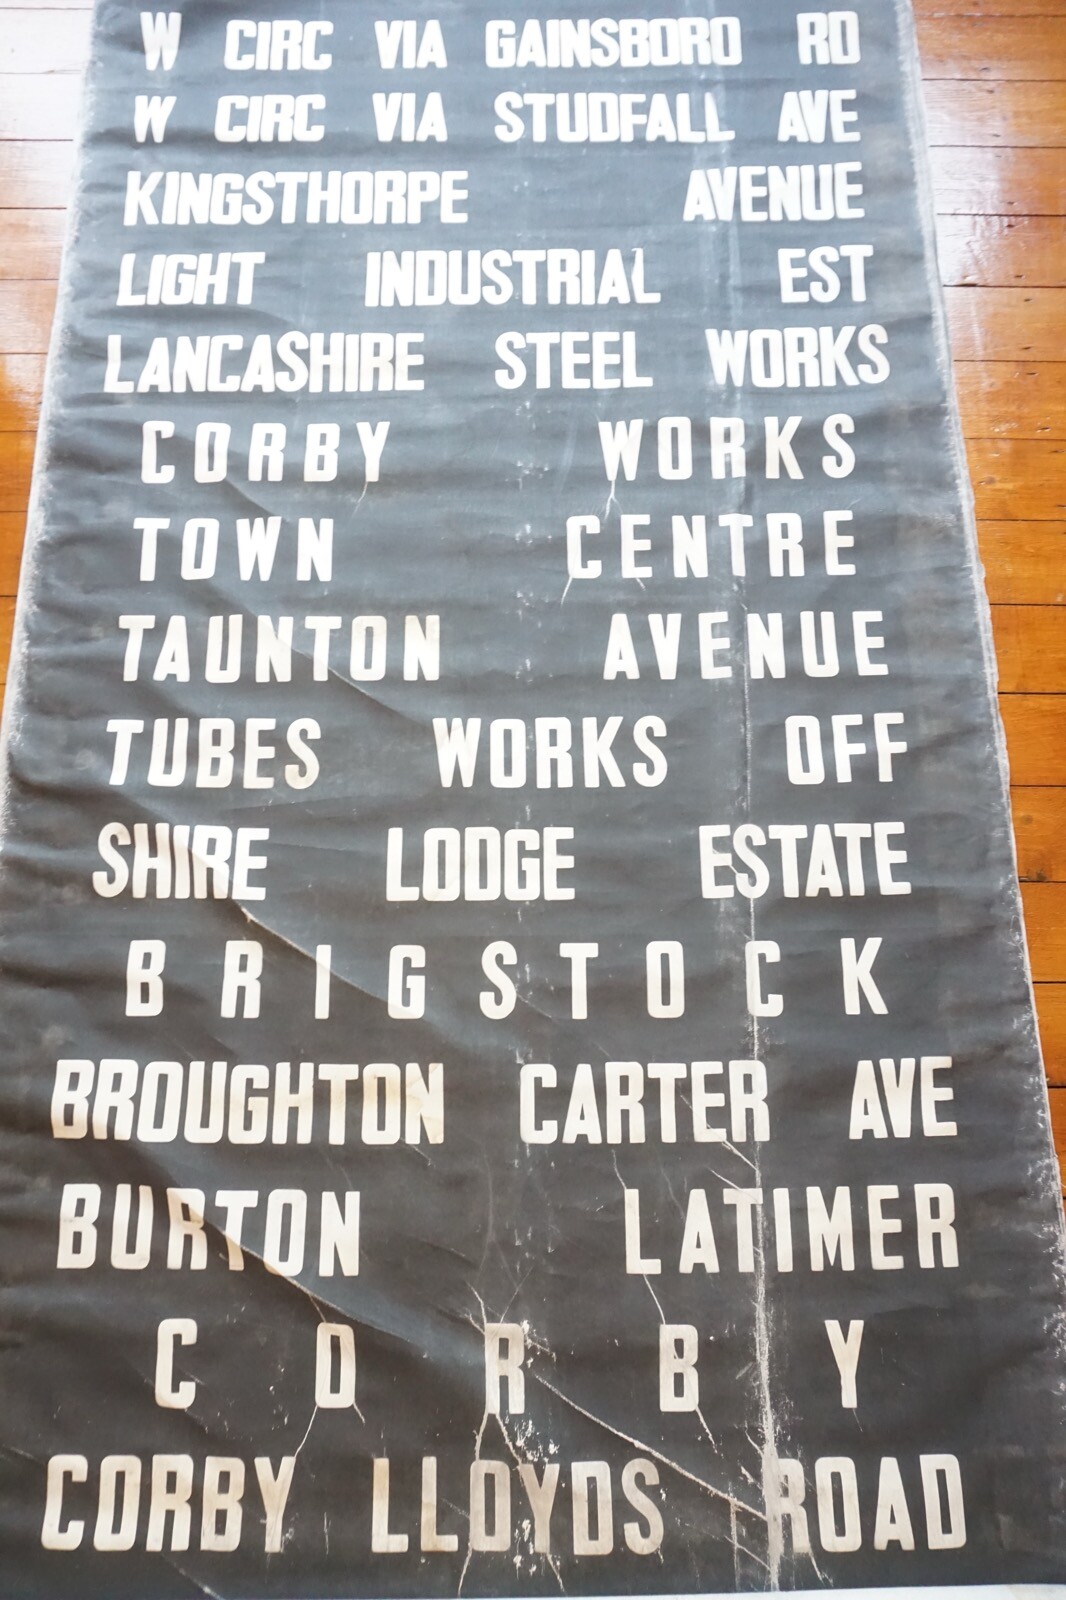 W CIRC VIA GAINSBORO RD
W CIRC VIA STUDFALL AVE
KINGSTHORPE AVENUE
LIGHT INDUSTRIAL EST
LANCASHIRE STEEL WORKS
CORBY WORKS
TOWN CENTRE
TAUNTON AVENUE
TUBES WORKS OFF
SHIRE LODGE ESTATE
BRIGSTOCK
BROUGHTON CARTER AVE
BURTON LATIMER
CORBY
CORBY LLOYDS ROAD